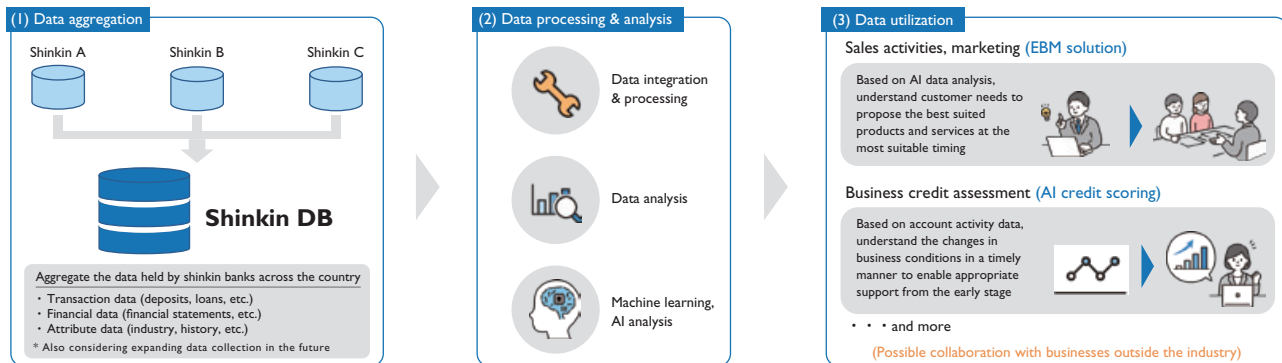 (1) Data aggregation
Shinkin A
Shinkin B
Shinkin C
Shinkin DB
Aggregate the data held by shinkin banks across the country
・Transaction data (deposits, loans, etc.)
・Financial data (financial statements, etc.)
・Attribute data (industry, history, etc.)
* Also considering expanding data collection in the future
(2) Data processing & analysis
Data integration
& processing
Data analysis
Machine learning,
AI analysis
(3) Data utilization
Sales activities, marketing (EBM solution)
Based on AI data analysis,
understand customer needs to
propose the best suited
products and services at the
most suitable timing
Business credit assessment (AI credit scoring)
Based on account activity data,
understand the changes in
business conditions in a timely
manner to enable appropriate
support from the early stage
・・・and more
(Possible collaboration with businesses outside the industry)